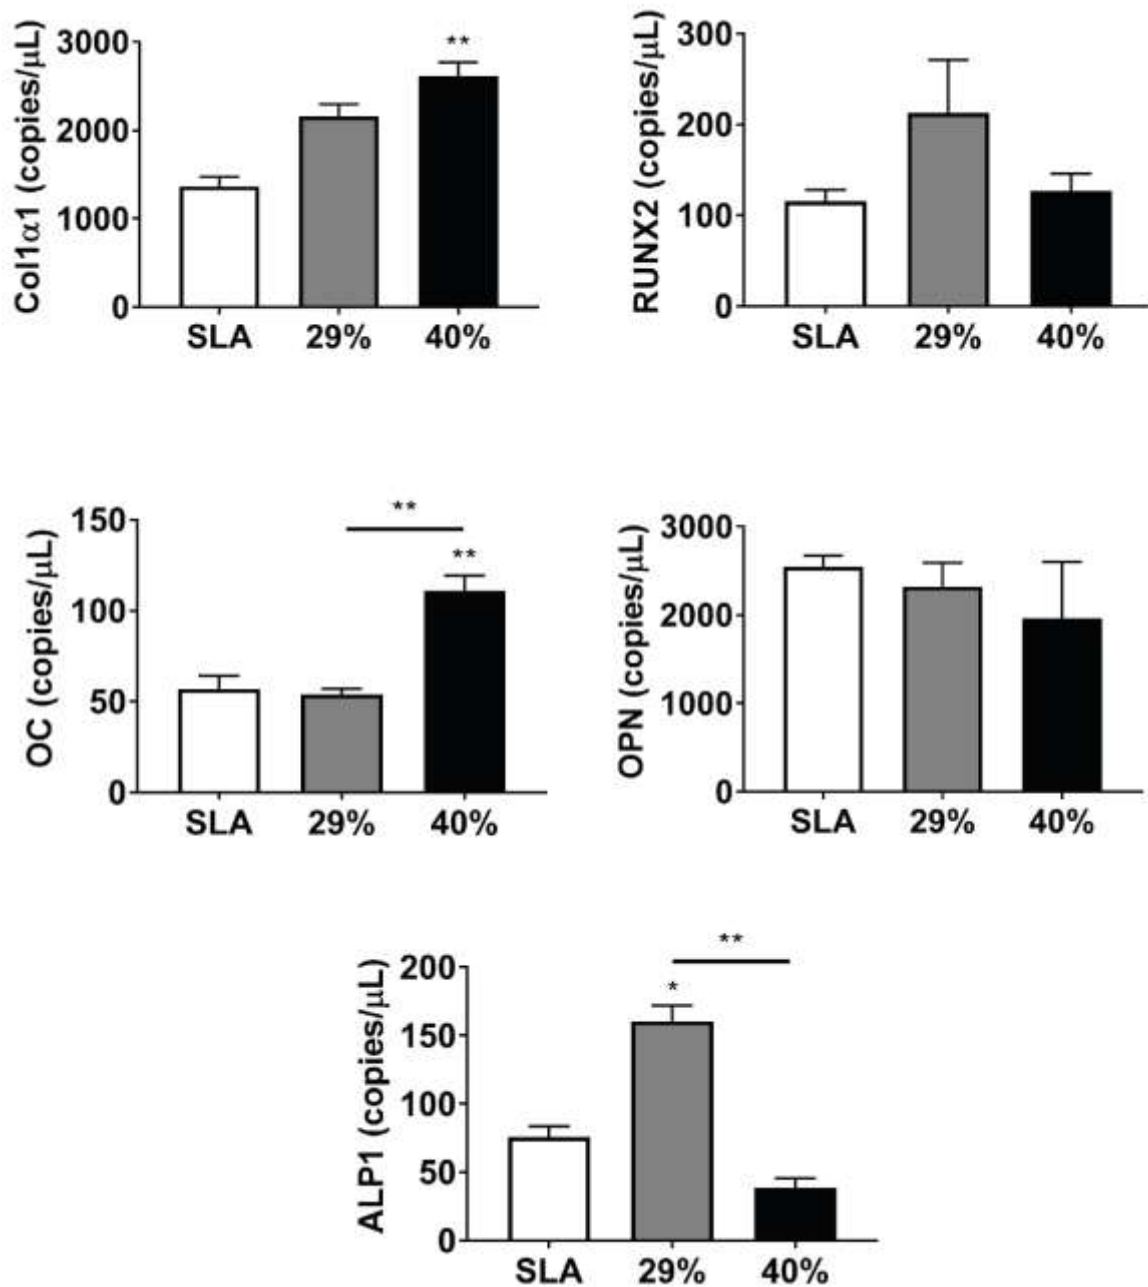 Col1α1 (copies/μL)
3000
2000
1000
0
**
SLA 29% 40%
RUNX2 (copies/μL)
300
200
100
0
SLA 29% 40%
OC (copies/μL)
150
100
50
0
**
**
SLA 29% 40%
OPN (copies/μL)
3000
2000
1000
0
SLA 29% 40%
ALP1 (copies/μL)
200
150
100
50
0
**
*
SLA 29% 40%